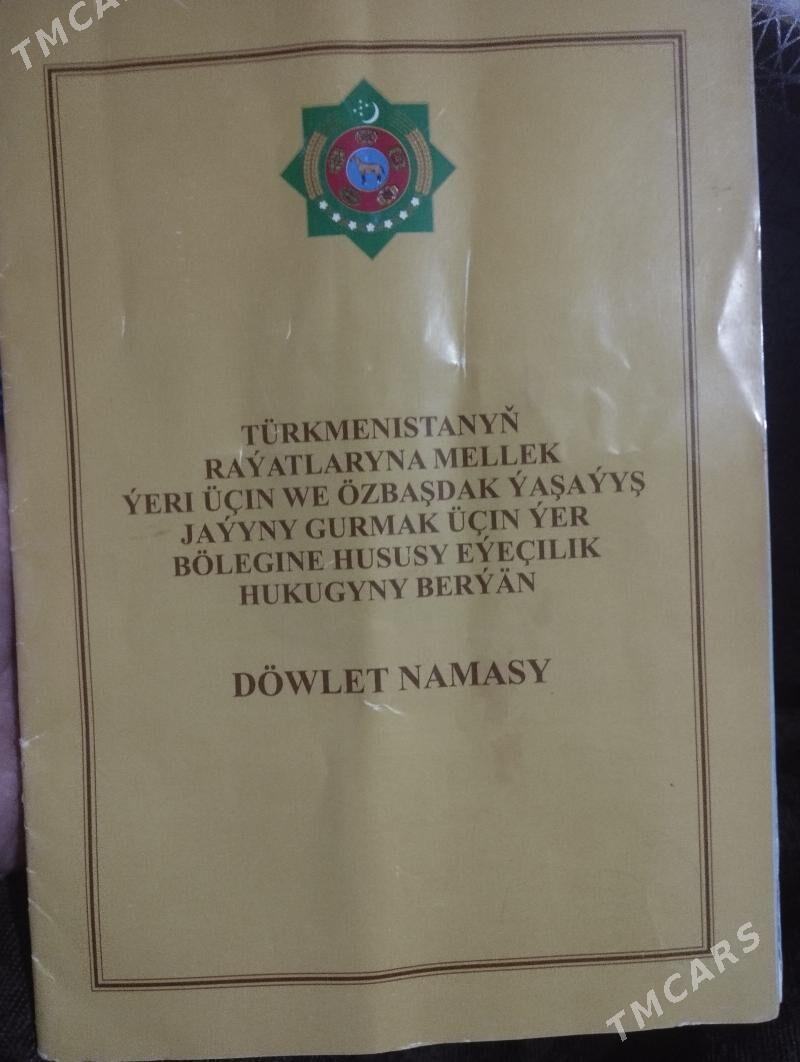 TMCARS
TÜRKMENISTANYŇ
RAÝATLARYNA MELLEK
ÝERI ÜÇIN WE ÖZBAŞDAK ÝAŞAÝYŞ
JAÝYNY GURMAK ÜÇIN ÝER
BÖLEGINE HUSUSY EÝEÇILIK
HUKUGYNY BERÝÄN
DÖWLET NAMASY
TMCARS